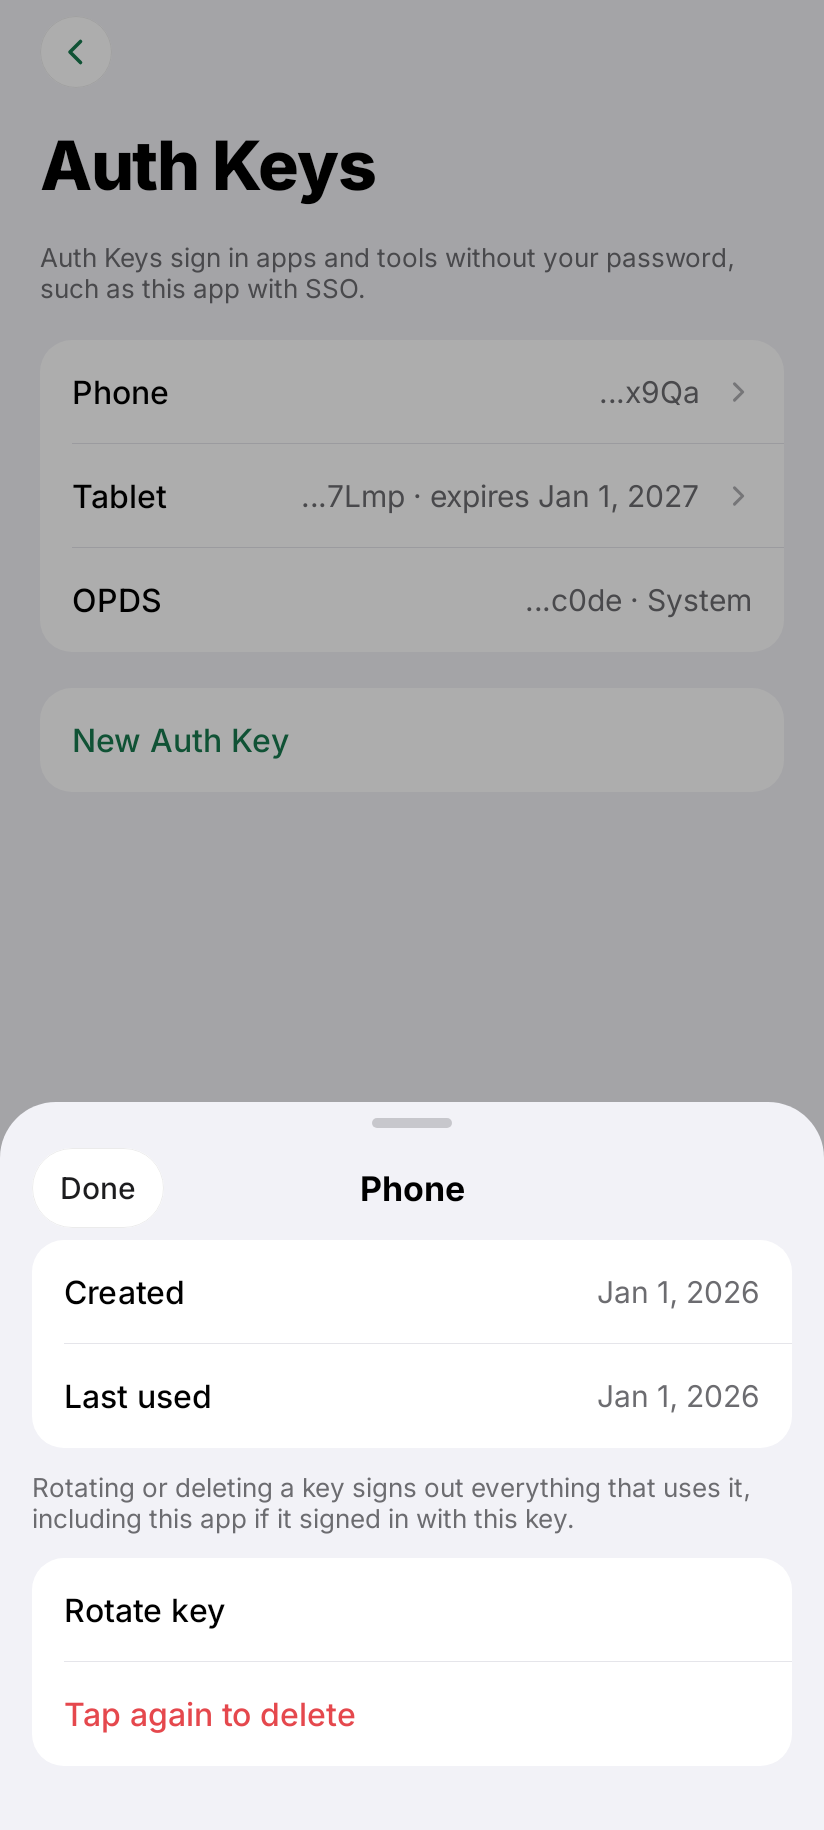 Auth Keys
Auth Keys sign in apps and tools without your password,
such as this app with SSO.
Phone ...x9Qa
Tablet ...7Lmp · expires Jan 1, 2027
OPDS ...c0de · System
New Auth Key
Done Phone
Created Jan 1, 2026
Last used Jan 1, 2026
Rotating or deleting a key signs out everything that uses it,
including this app if it signed in with this key.
Rotate key
Tap again to delete